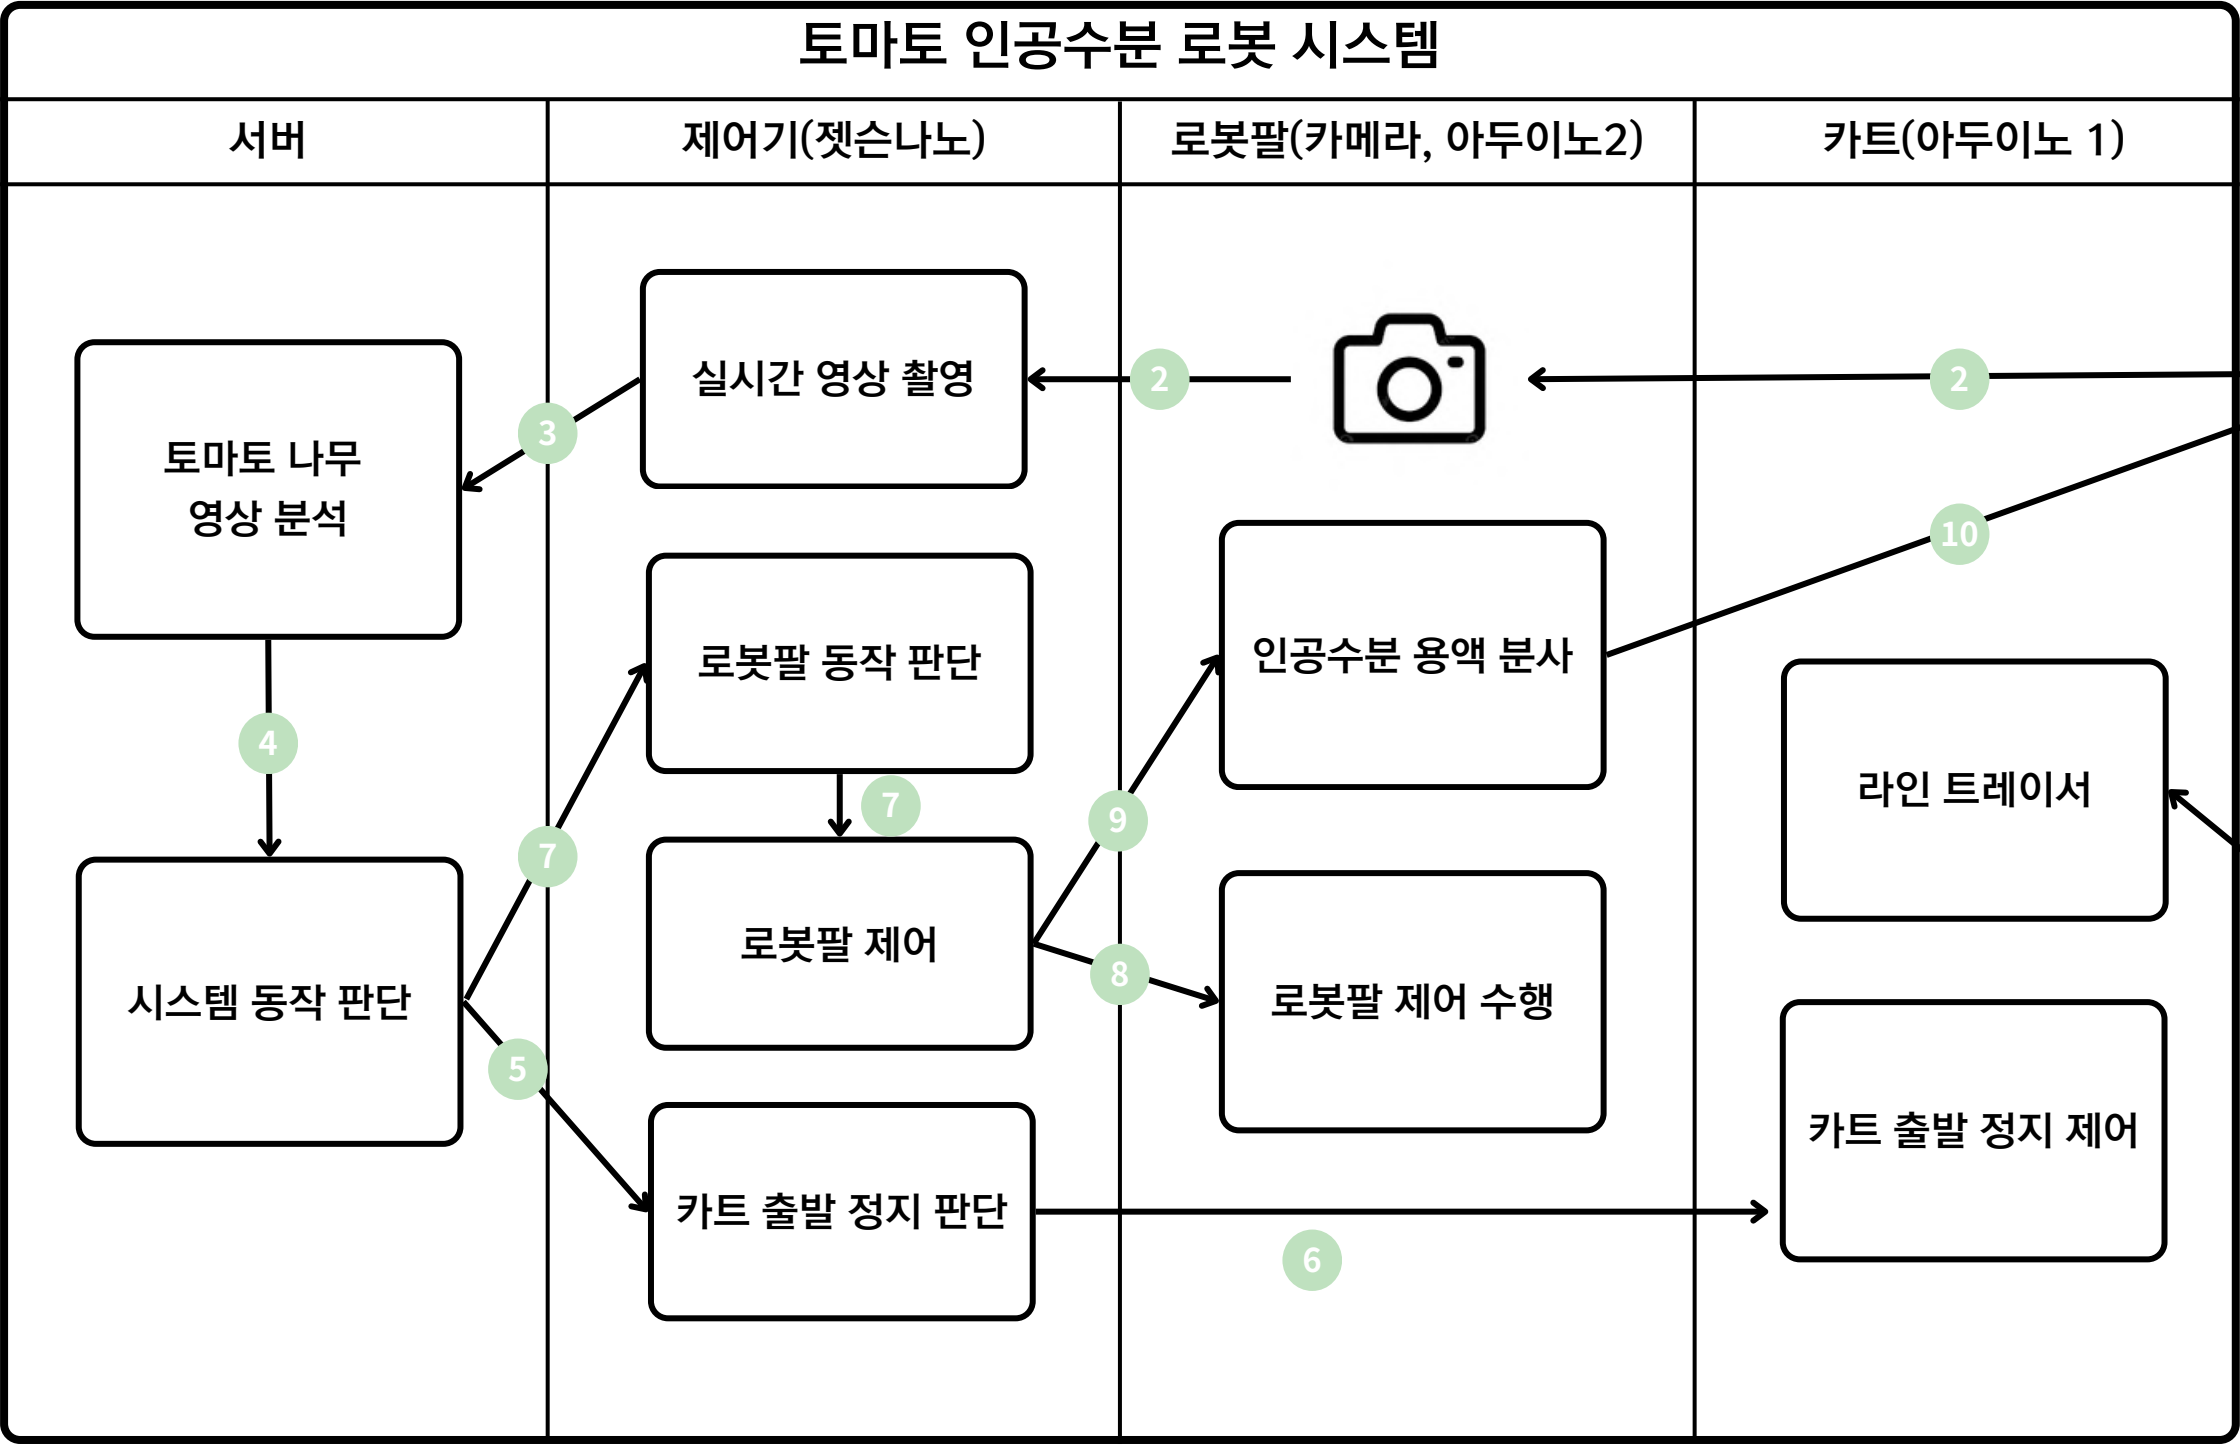 토마토 인공수분 로봇 시스템
서버
제어기(젯슨나노)
로봇팔(카메라, 아두이노2)
카트(아두이노 1)
실시간 영상 촬영
2
2
3
토마토 나무
영상 분석
10
인공수분 용액 분사
로봇팔 동작 판단
4
라인 트레이서
7
9
7
로봇팔 제어
8
시스템 동작 판단
로봇팔 제어 수행
5
카트 출발 정지 제어
카트 출발 정지 판단
6